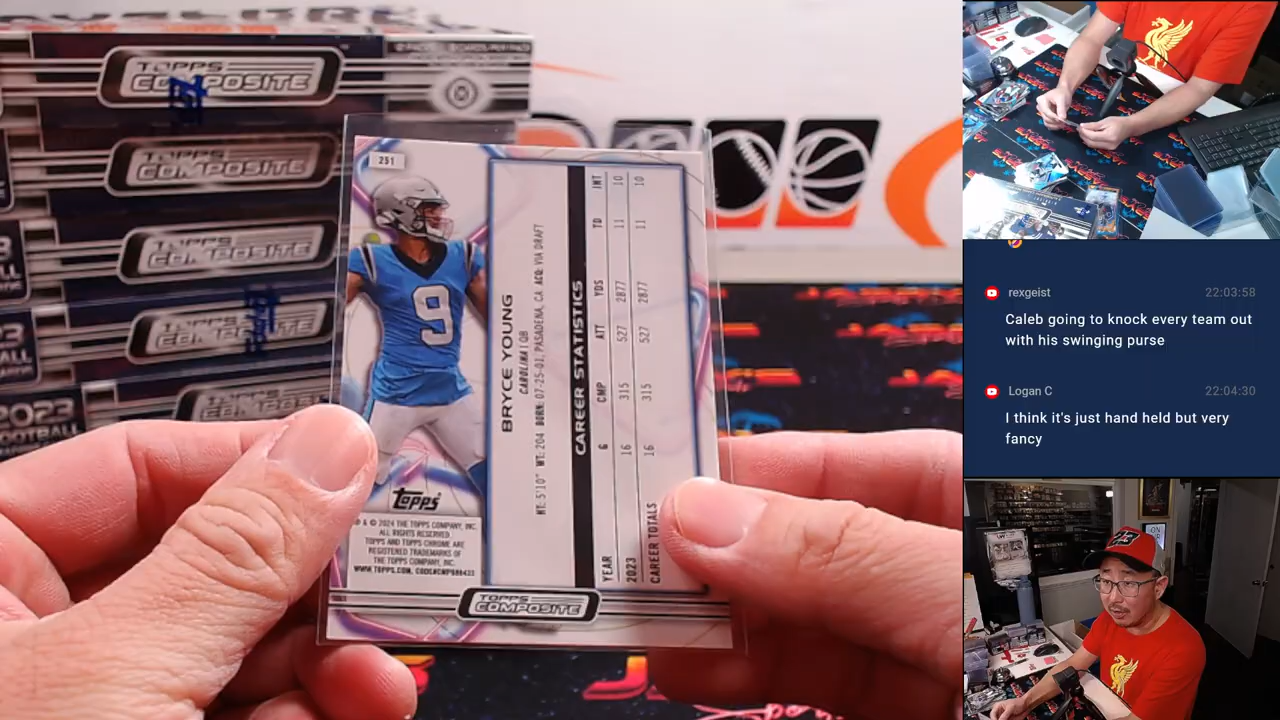 TOPPS
COMPOSITE
TOPPS
COMPOSITE
TOPPS
COMPOSITE
TOPPS
COMPOSITE
2023
FOOTBALL
251
9
BRYCE YOUNG
CAROLINA | QB
HT: 5'10" WT: 204 BORN: 07-25-01, PASADENA, CA ACQ: VIA DRAFT
CAREER STATISTICS
YEAR G CMP ATT YDS TD INT
2023 16 315 527 2877 11 10
CAREER TOTALS 16 315 527 2877 11 10
topps
® & © 2024 THE TOPPS COMPANY, INC.
ALL RIGHTS RESERVED.
TOPPS AND TOPPS CHROME ARE
REGISTERED TRADEMARKS OF
THE TOPPS COMPANY, INC.
TOPPS
COMPOSITE
rexgeist 22:03:58
Caleb going to knock every team out
with his swinging purse
Logan C 22:04:30
I think it's just hand held but very
fancy
23